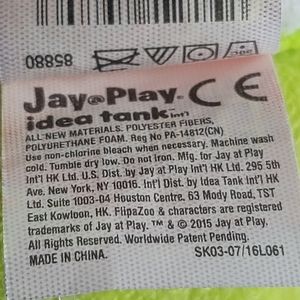 85880
Jay@Play CE
idea tank int'l
ALL NEW MATERIALS. POLYESTER FIBERS,
POLYURETHANE FOAM. Reg No PA-14812(CN)
Use non-chlorine bleach when necessary. Machine wash
cold. Tumble dry low. Do not iron. Mfg. for Jay at Play
Int'l HK Ltd. U.S. Dist. by Jay at Play Int'l HK Ltd. 295 5th
Ave. New York, NY 10016. Int'l Dist. by Idea Tank Int'l HK
Ltd. Suite 1003-04 Houston Centre. 63 Mody Road, TST
East Kowloon, HK. FlipaZoo & characters are registered
trademarks of Jay at Play. ™ & © 2015 Jay at Play.
All Rights Reserved. Worldwide Patent Pending.
MADE IN CHINA. SK03-07/16L061